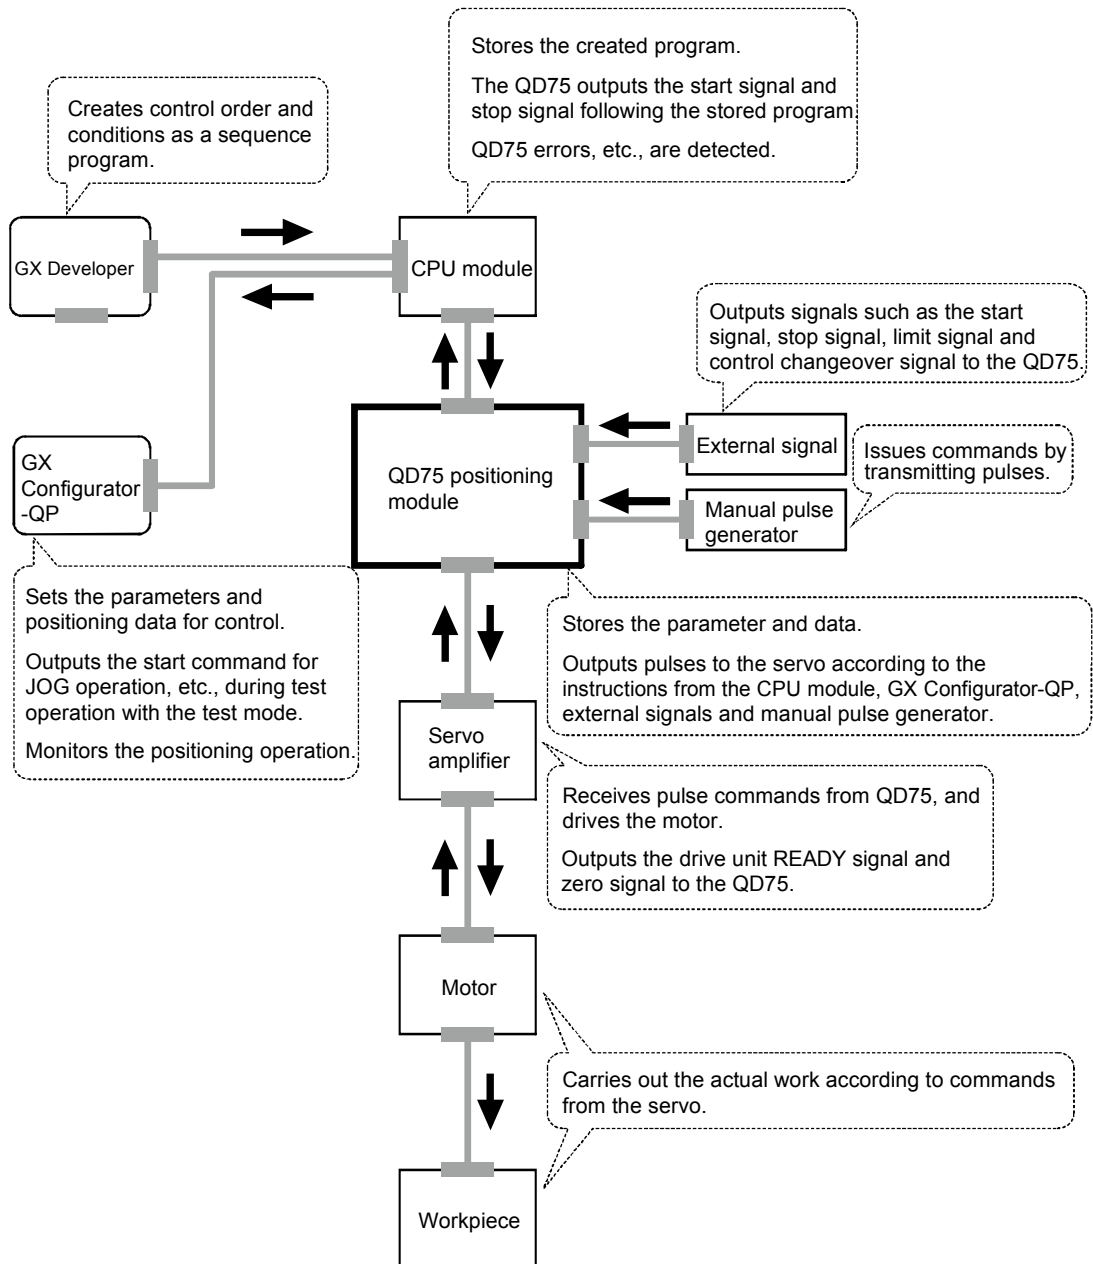 Stores the created program.
The QD75 outputs the start signal and
stop signal following the stored program.
QD75 errors, etc., are detected.
Creates control order and
conditions as a sequence
program.
GX Developer
CPU module
Outputs signals such as the start
signal, stop signal, limit signal and
control changeover signal to the QD75.
External signal
Issues commands by
transmitting pulses.
GX
Configurator
-QP
QD75 positioning
module
Manual pulse
generator
Sets the parameters and
positioning data for control.
Outputs the start command for
JOG operation, etc., during test
operation with the test mode.
Monitors the positioning operation.
Stores the parameter and data.
Outputs pulses to the servo according to the
instructions from the CPU module, GX Configurator-QP,
external signals and manual pulse generator.
Servo
amplifier
Receives pulse commands from QD75, and
drives the motor.
Outputs the drive unit READY signal and
zero signal to the QD75.
Motor
Carries out the actual work according to commands
from the servo.
Workpiece